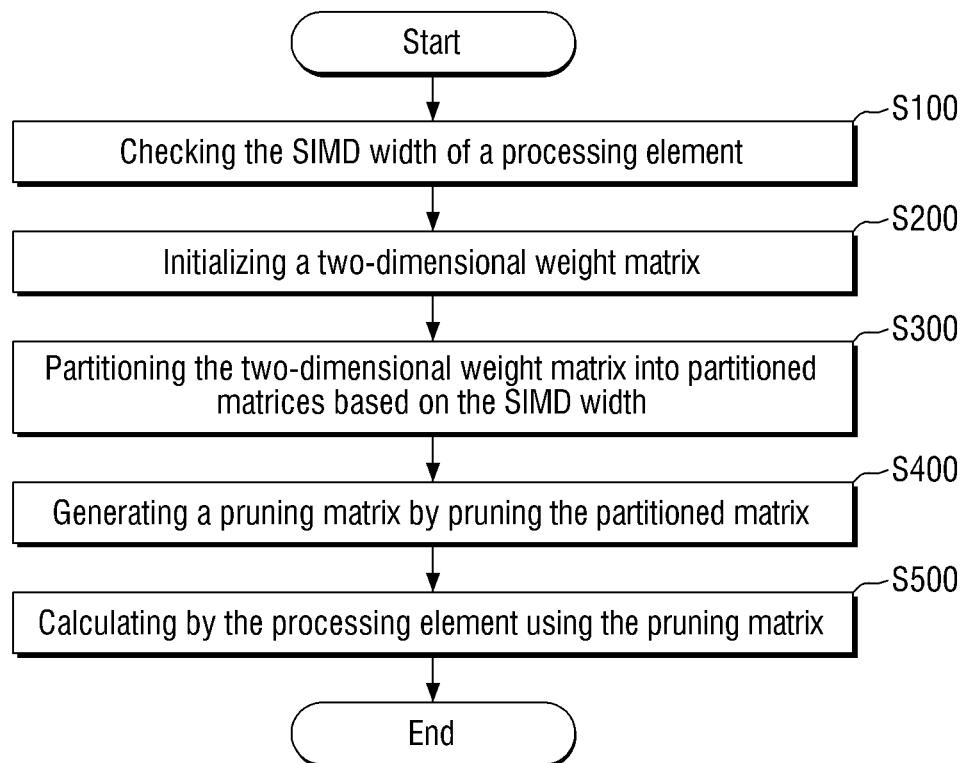 Start
S100
Checking the SIMD width of a processing element
S200
Initializing a two-dimensional weight matrix
S300
Partitioning the two-dimensional weight matrix into partitioned
matrices based on the SIMD width
S400
Generating a pruning matrix by pruning the partitioned matrix
S500
Calculating by the processing element using the pruning matrix
End